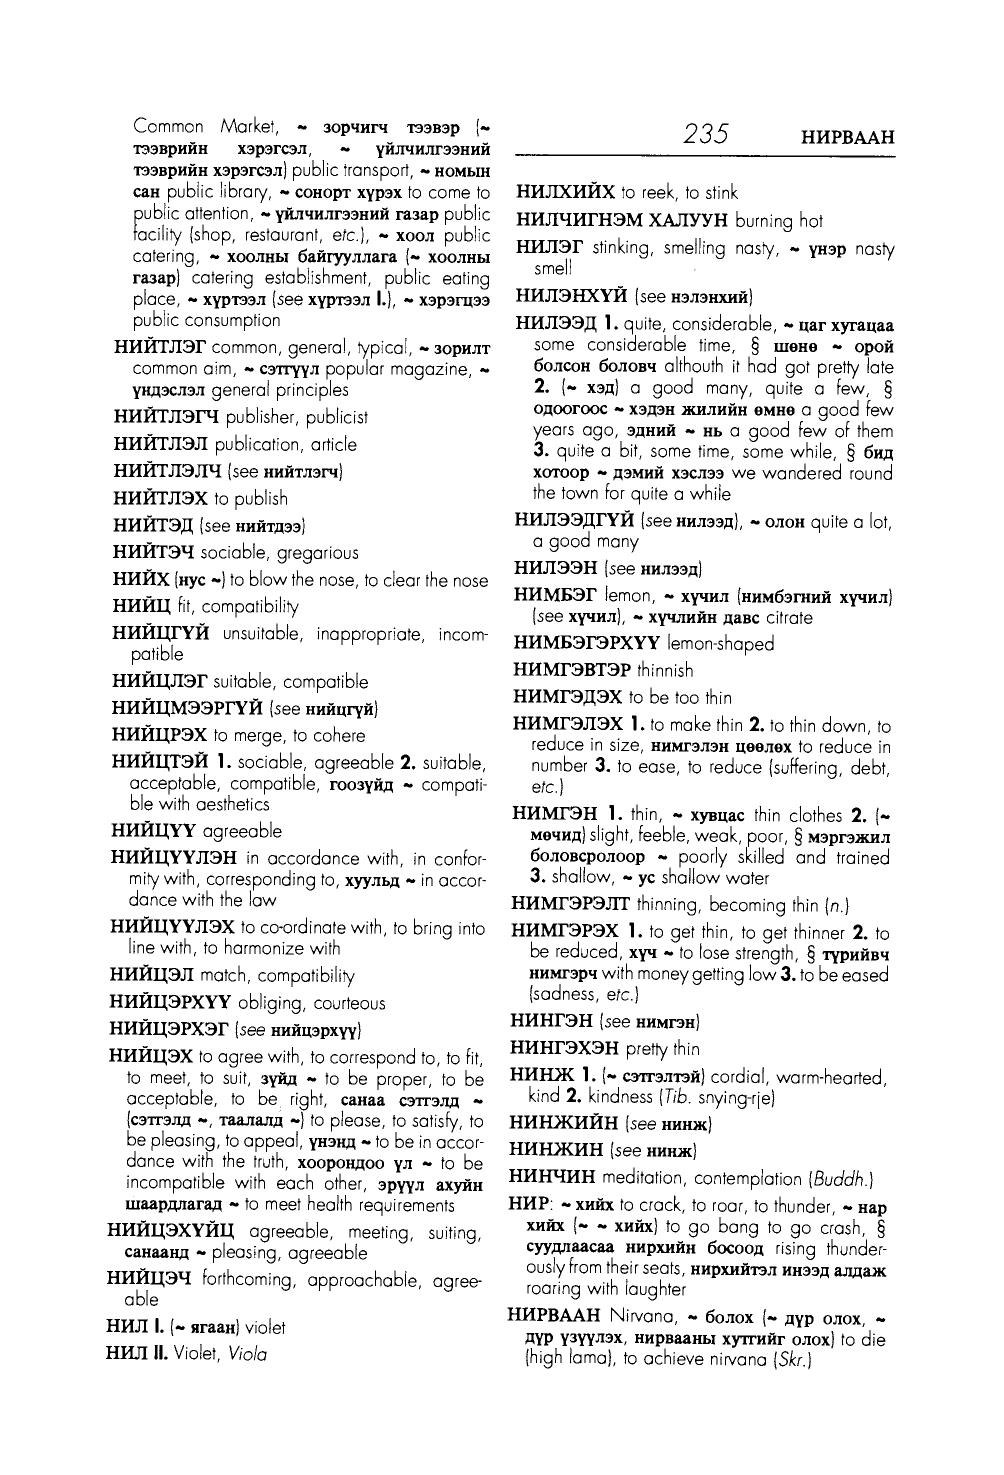 Common Market, ~ зорчигч тээвэр (~
тээврийн хэрэгсэл, ~ үйлчилгээний
тээврийн хэрэгсэл) public transport, ~ номын
сан public library, ~ сонорт хүрэх to come to
public attention, ~ үйлчилгээний газар public
facility (shop, restaurant, etc.), ~ хоол public
catering, ~ хоолны байгууллага (~ хоолны
газар) catering establishment, public eating
place, ~ хүртээл (see хүртээл I.), ~ хэрэгцээ
public consumption
НИЙТЛЭГ common, general, typical, ~ зорилт
common aim, ~ сэтгүүл popular magazine, ~
үндэслэл general principles
НИЙТЛЭГЧ publisher, publicist
НИЙТЛЭЛ publication, article
НИЙТЛЭЛЧ (see нийтлэгч)
НИЙТЛЭХ to publish
НИЙТЭД (see нийтдээ)
НИЙТЭЧ sociable, gregarious
НИЙХ (нус ~) to blow the nose, to clear the nose
НИЙЦ fit, compatibility
НИЙЦГҮЙ unsuitable, inappropriate, incom-
patible
НИЙЦЛЭГ suitable, compatible
НИЙЦМЭЭРГҮЙ (see нийцгүй)
НИЙЦРЭХ to merge, to cohere
НИЙЦТЭЙ 1. sociable, agreeable 2. suitable,
acceptable, compatible, гоозүйд ~ compati-
ble with aesthetics
НИЙЦҮҮ agreeable
НИЙЦҮҮЛЭН in accordance with, in confor-
mity with, corresponding to, хуульд ~ in accor-
dance with the law
НИЙЦҮҮЛЭХ to co-ordinate with, to bring into
line with, to harmonize with
НИЙЦЭЛ match, compatibility
НИЙЦЭРХҮҮ obliging, courteous
НИЙЦЭРХЭГ (see нийцэрхүү)
НИЙЦЭХ to agree with, to correspond to, to fit,
to meet, to suit, зүйд ~ to be proper, to be
acceptable, to be right, санаа сэтгэлд ~
(сэтгэлд ~, таалалд ~) to please, to satisfy, to
be pleasing, to appeal, үнэнд ~ to be in accor-
dance with the truth, хоорондоо үл ~ to be
incompatible with each other, эрүүл ахуйн
шаардлагад ~ to meet health requirements
НИЙЦЭХҮЙЦ agreeable, meeting, suiting,
санаанд ~ pleasing, agreeable
НИЙЦЭЧ forthcoming, approachable, agree-
able
НИЛ I. (~ ягаан) violet
НИЛ II. Violet, Viola
235 НИРВААН
НИЛХИЙХ to reek, to stink
НИЛЧИГНЭМ ХАЛУУН burning hot
НИЛЭГ stinking, smelling nasty, ~ үнэр nasty
smell
НИЛЭНХҮЙ (see нэлэнхий)
НИЛЭЭД 1. quite, considerable, ~ цаг хугацаа
some considerable time, § шөнө ~ орой
болсон боловч althouth it had got pretty late
2. (~ хэд) a good many, quite a few, §
одоогоос ~ хэдэн жилийн өмнө a good few
years ago, эдний ~ нь a good few of them
3. quite a bit, some time, some while, § бид
хотоор ~ дэмий хэслээ we wandered round
the town for quite a while
НИЛЭЭДГҮЙ (see нилээд), ~ олон quite a lot,
a good many
НИЛЭЭН (see нилээд)
НИМБЭГ lemon, ~ хүчил (нимбэгний хүчил)
(see хүчил), ~ хүчлийн давс citrate
НИМБЭГЭРХҮҮ lemon-shaped
НИМГЭВТЭР thinnish
НИМГЭДЭХ to be too thin
НИМГЭЛЭХ 1. to make thin 2. to thin down, to
reduce in size, нимгэлэн цөөлөх to reduce in
number 3. to ease, to reduce (suffering, debt,
etc.)
НИМГЭН 1. thin, ~ хувцас thin clothes 2. (~
мөчид) slight, feeble, weak, poor, § мэргэжил
боловсролоор ~ poorly skilled and trained
3. shallow, ~ ус shallow water
НИМГЭРЭЛТ thinning, becoming thin (n.)
НИМГЭРЭХ 1. to get thin, to get thinner 2. to
be reduced, хүч ~ to lose strength, § түрийвч
нимгэрч with money getting low 3. to be eased
(sadness, etc.)
НИНГЭН (see нимгэн)
НИНГЭХЭН pretty thin
НИНЖ 1. (~ сэтгэлтэй) cordial, warm-hearted,
kind 2. kindness (Tib. snying-rje)
НИНЖИЙН (see нинж)
НИНЖИН (see нинж)
НИНЧИН meditation, contemplation (Buddh.)
НИР: ~ хийх to crack, to roar, to thunder, ~ нар
хийх (~ ~ хийх) to go bang to go crash, §
суудлаасаа нирхийн босоод rising thunder-
ously from their seats, нирхийтэл инээд алдаж
roaring with laughter
НИРВААН Nirvana, ~ болох (~ дүр олох, ~
дүр үзүүлэх, нирвааны хутгийг олох) to die
(high lama), to achieve nirvana (Skr.)